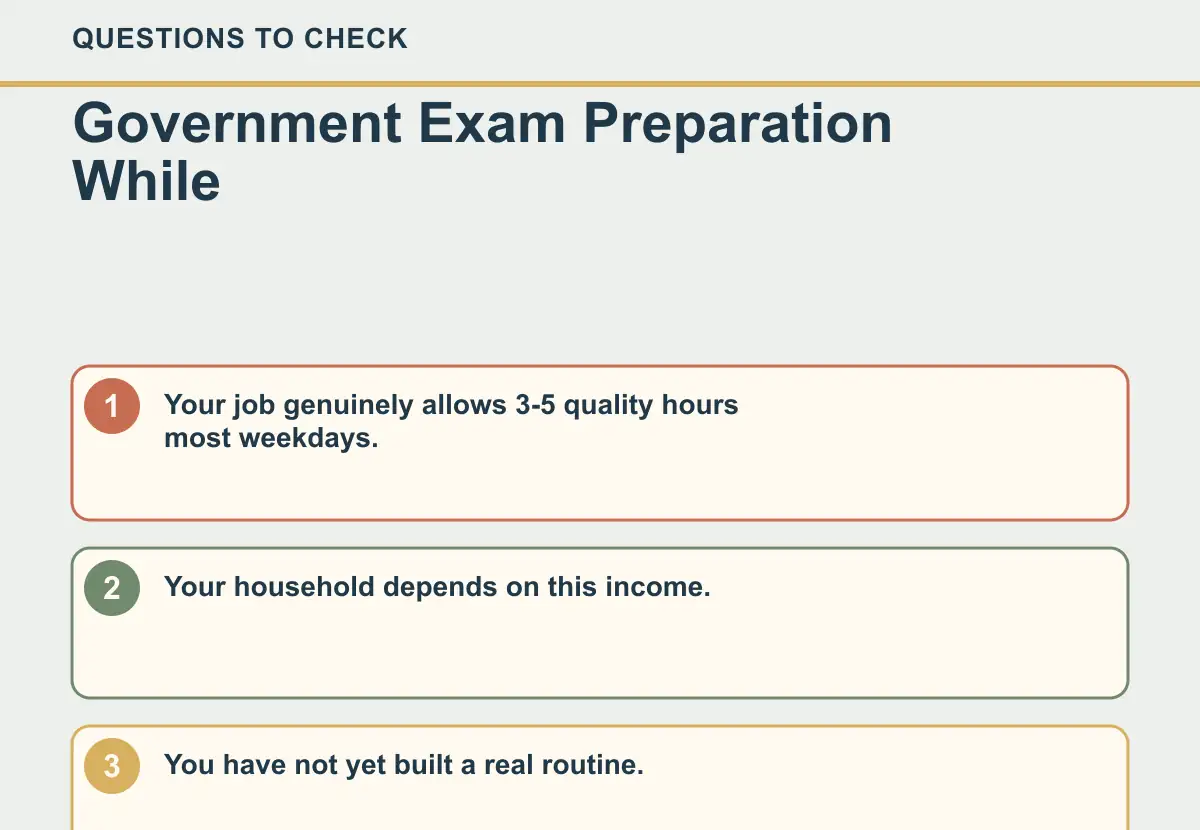 QUESTIONS TO CHECK
Government Exam Preparation
While
1
Your job genuinely allows 3-5 quality hours
most weekdays.
2
Your household depends on this income.
3
You have not yet built a real routine.